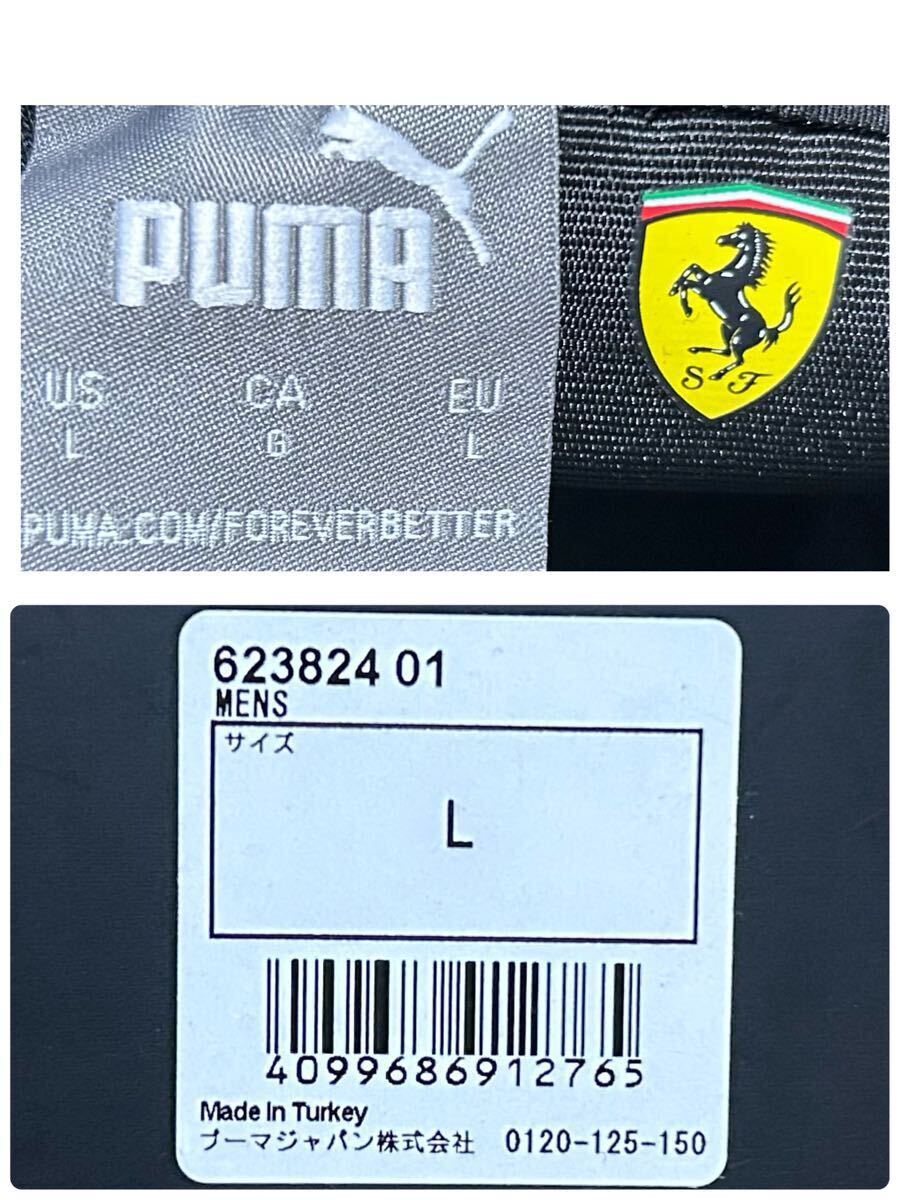 PUMA
US CA EU
L G L
PUMA.COM/FOREVERBETTER
S F
623824 01
MENS
サイズ
L
4099686912765
Made In Turkey
プーマジャパン株式会社 0120-125-150